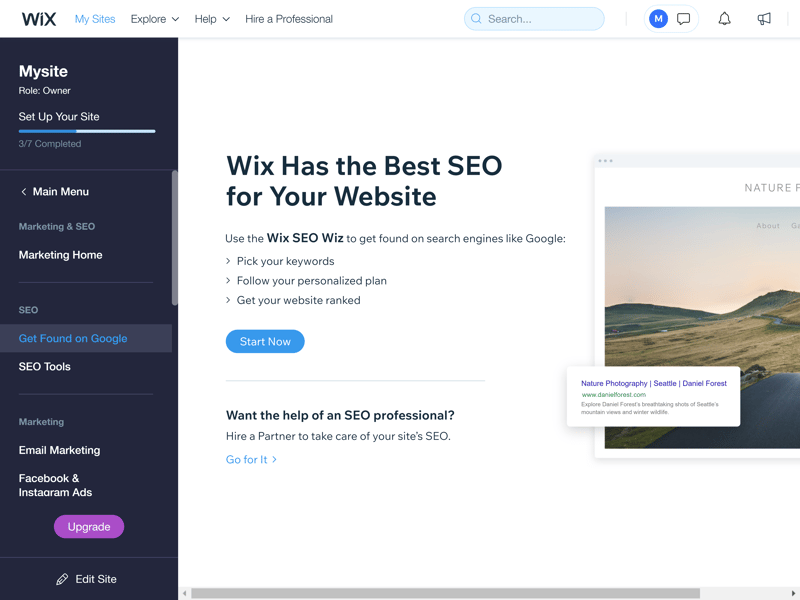 WiX
My Sites
Explore
Help
Hire a Professional
Search...
M
Mysite
Role: Owner
Set Up Your Site
3/7 Completed
Main Menu
Marketing & SEO
Marketing Home
SEO
Get Found on Google
SEO Tools
Marketing
Email Marketing
Facebook &
Instagram Ads
Upgrade
Edit Site
Wix Has the Best SEO
for Your Website
Use the Wix SEO Wiz to get found on search engines like Google:
Pick your keywords
Follow your personalized plan
Get your website ranked
Start Now
Want the help of an SEO professional?
Hire a Partner to take care of your site's SEO.
Go for It
NATURE
About
Nature Photography | Seattle | Daniel Forest
www.danielforest.com
Explore Daniel Forest's breathtaking shots of Seattle's
mountain views and winter wildlife.